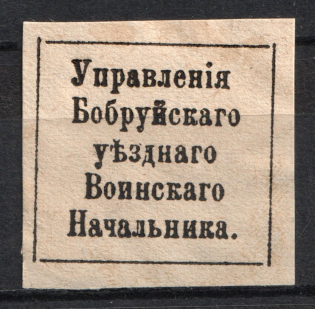 Управленія
Бобруйскаго
уѣзднаго
Воинскаго
Начальника.